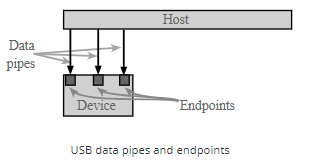 Host
Data
pipes
Device
Endpoints
USB data pipes and endpoints